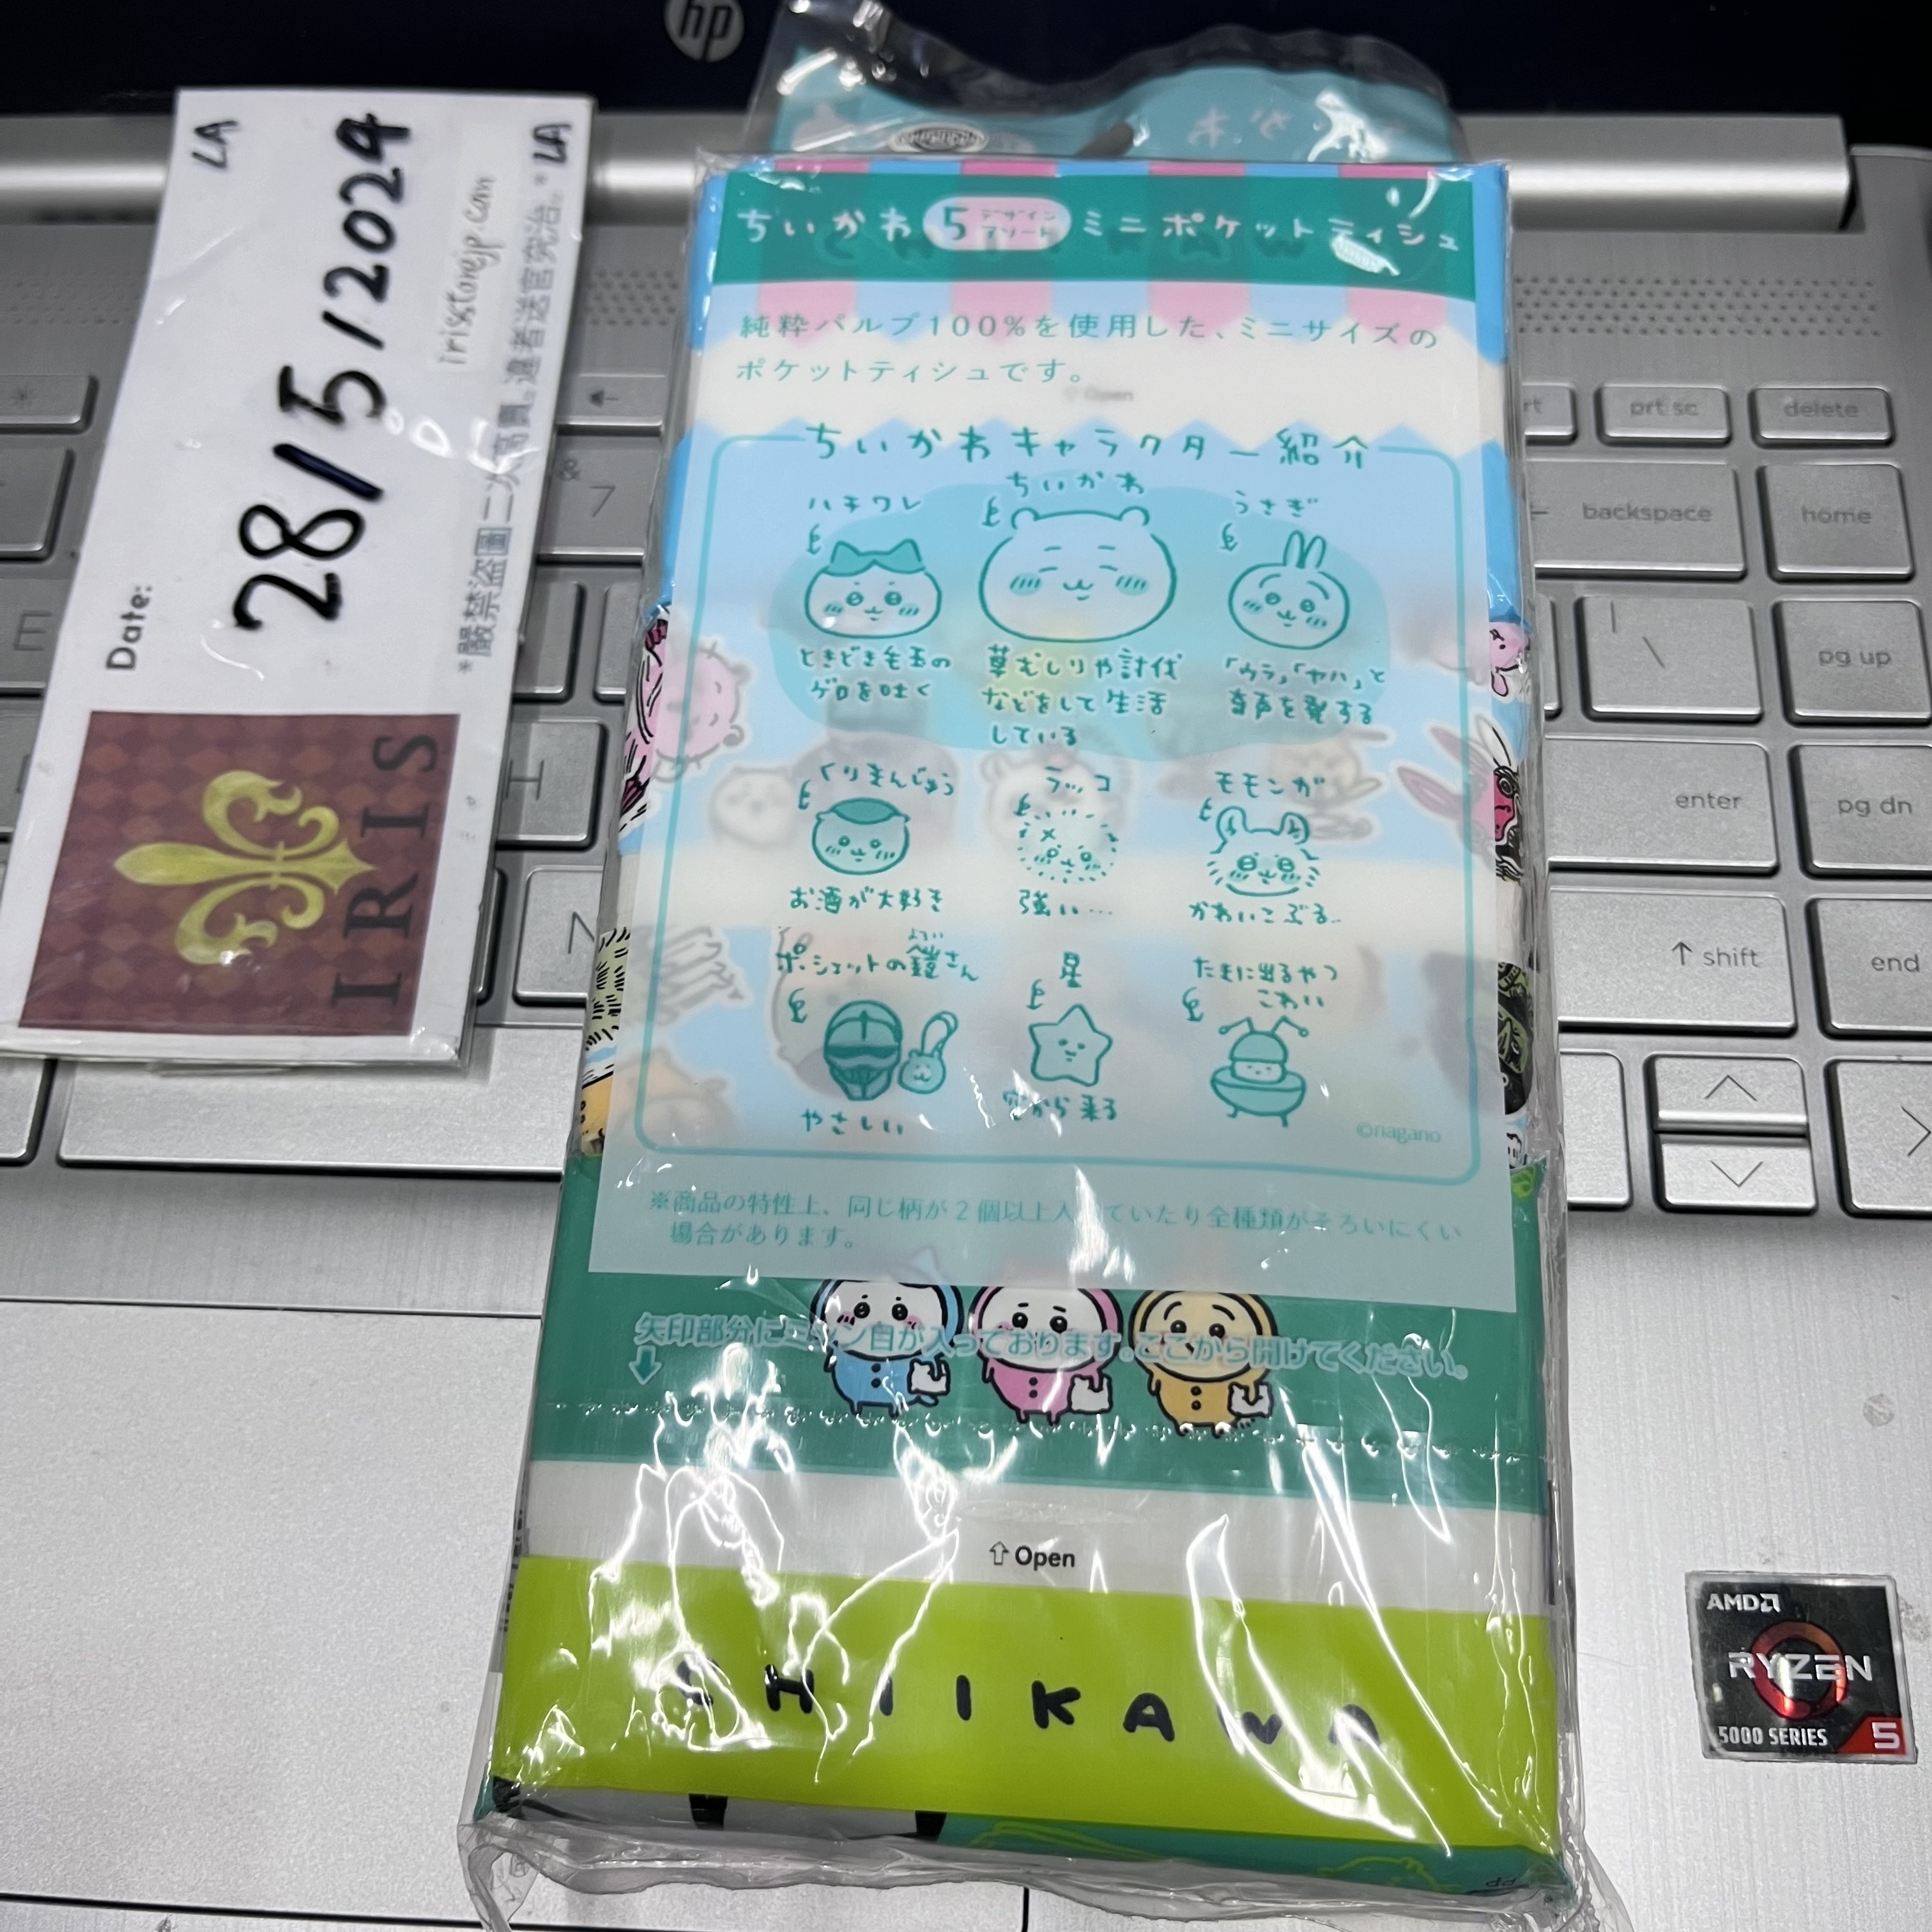 hp
LA
Date:
28/5/2024
irisstorejp.com
*嚴禁盜圖二次販賣。違者送官究治。*
LA
IRIS
ちいかわ 5 デザインアソート ミニポケットティシュ
純粋パルプ100%を使用した、ミニサイズの
ポケットティシュです。
Open
ちいかわキャラクター紹介
ハチワレ
ときどき毛玉の
ゲロを吐く
ちいかわ
草むしりや討伐
などをして生活
している
うさぎ
「ウラ」「ヤハ」と
奇声を発する
くりまんじゅう
お酒が大好き
ラッコ
強い…
モモンガ
かわいこぶる..
ポシェットの鎧さん
よろい
やさしい
星
空から来る
たまに出るやつ
こわい
©nagano
※商品の特性上、同じ柄が2個以上入っていたり全種類がそろいにくい
場合があります。
矢印部分にミシン目が入っております。ここから開けてください。
⇧Open
CHIIKAWA
prt sc
delete
& 7
backspace
home
E
\
pg up
H
enter
pg dn
N
↑ shift
end
AMD
RYZEN
5000 SERIES 5